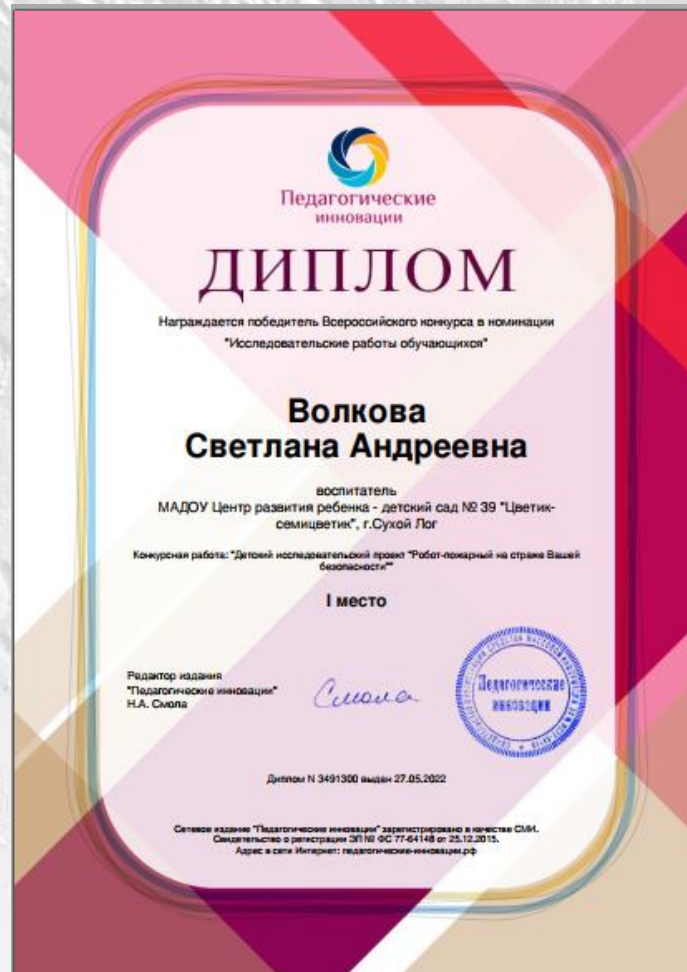 Педагогические
инновации
ДИПЛОМ
Награждается победитель Всероссийского конкурса в номинации
"Исследовательские работы обучающихся"
Волкова
Светлана Андреевна
воспитатель
МАДОУ Центр развития ребенка - детский сад № 39 "Цветик-
семицветик", г.Сухой Лог
Конкурсная работа: "Детский исследовательский проект "Робот-пожарный на страже Вашей
безопасности""
I место
Редактор издания
"Педагогические инновации"
Н.А. Смола
Смола
Педагогические
инновации
Диплом N 3491300 выдан 27.05.2022
Сетевое издание "Педагогические инновации" зарегистрировано в качестве СМИ.
Свидетельство о регистрации ЭЛ № ФС 77-64148 от 25.12.2015.
Адрес в сети Интернет: педагогические-инновации.рф